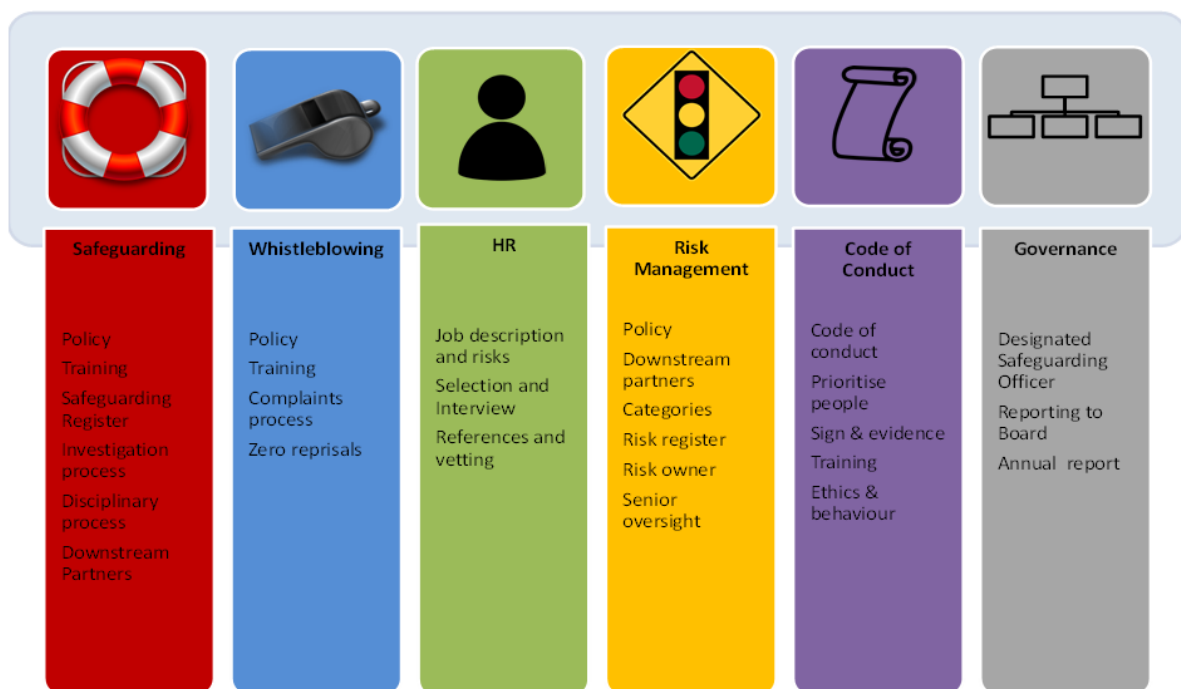 Safeguarding
Policy
Training
Safeguarding
Register
Investigation
process
Disciplinary
process
Downstream
Partners
Whistleblowing
Policy
Training
Complaints
process
Zero reprisals
HR
Job description
and risks
Selection and
Interview
References and
vetting
Risk
Management
Policy
Downstream
partners
Categories
Risk register
Risk owner
Senior
oversight
Code of
Conduct
Code of
conduct
Prioritise
people
Sign & evidence
Training
Ethics &
behaviour
Governance
Designated
Safeguarding
Officer
Reporting to
Board
Annual report